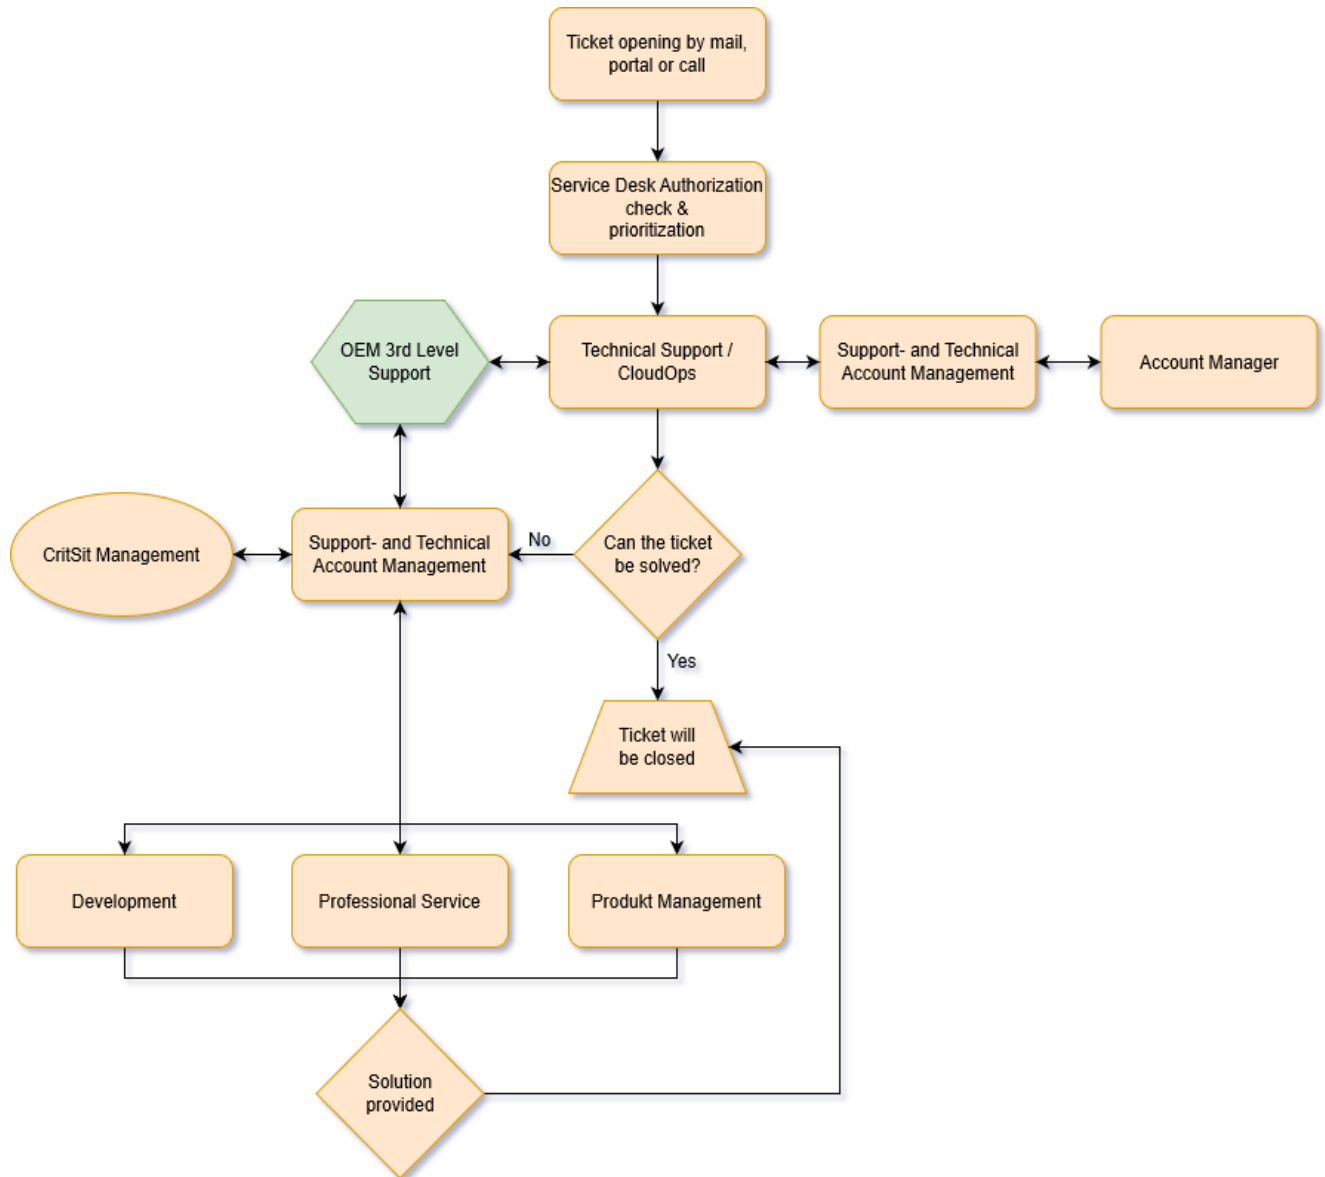 Ticket opening by mail,
portal or call
Service Desk Authorization
check &
prioritization
OEM 3rd Level
Support
Technical Support /
CloudOps
Support- and Technical
Account Management
Account Manager
CritSit Management
Support- and Technical
Account Management
No
Can the ticket
be solved?
Yes
Ticket will
be closed
Development
Professional Service
Produkt Management
Solution
provided